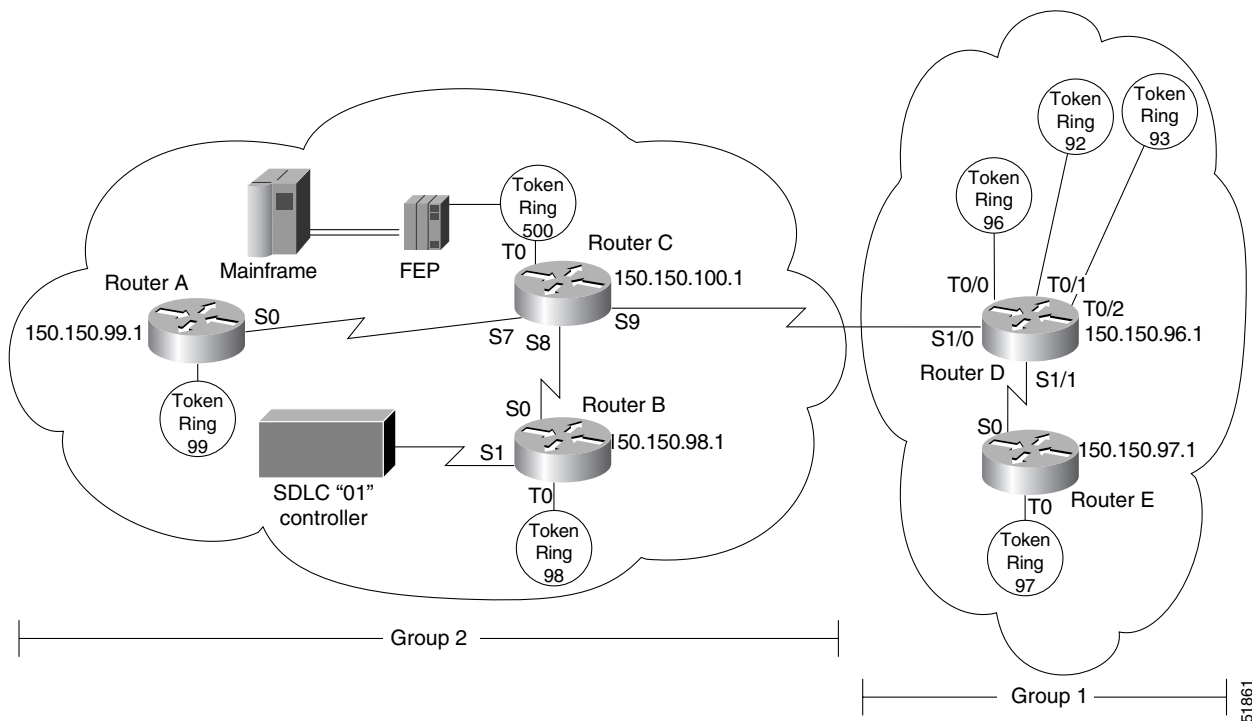 Token
Ring
92
Token
Ring
93
Token
Ring
96
Token
Ring
500
Mainframe
FEP
T0
Router C
150.150.100.1
Router A
150.150.99.1
S0
S7
S8
S9
Token
Ring
99
S0
Router B
150.150.98.1
S1
T0
SDLC "01"
controller
Token
Ring
98
T0/0
T0/1
T0/2
150.150.96.1
S1/0
Router D
S1/1
S0
150.150.97.1
Router E
T0
Token
Ring
97
Group 2
Group 1
51861